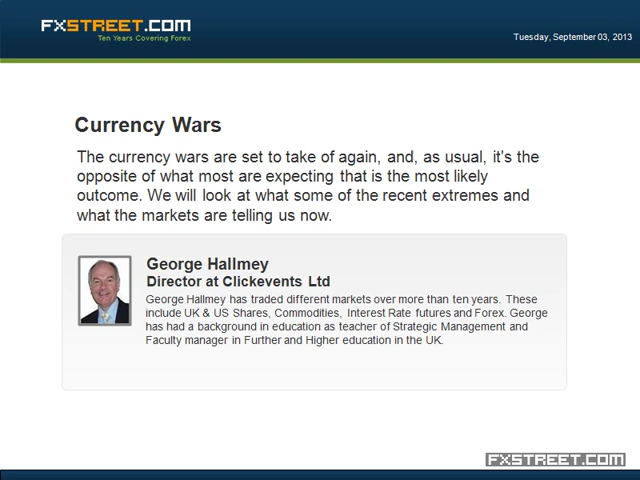 FXSTREET.COM
Ten Years Covering Forex
Tuesday, September 03, 2013
Currency Wars
The currency wars are set to take of again, and, as usual, it's the
opposite of what most are expecting that is the most likely
outcome. We will look at what some of the recent extremes and
what the markets are telling us now.
George Hallmey
Director at Clickevents Ltd
George Hallmey has traded different markets over more than ten years. These
include UK & US Shares, Commodities, Interest Rate futures and Forex. George
has had a background in education as teacher of Strategic Management and
Faculty manager in Further and Higher education in the UK.
FXSTREET.COM